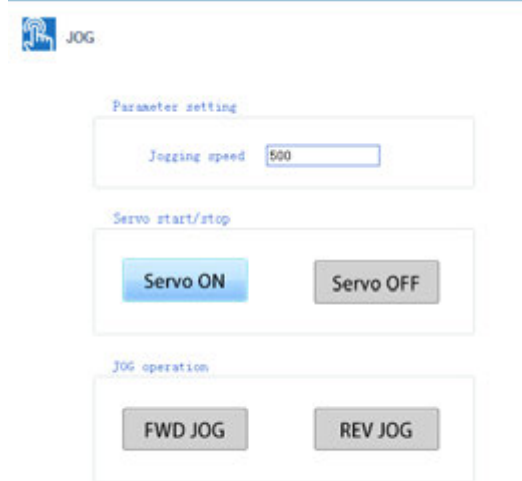 JOG
Parameter setting
Jogging speed 500
Servo start/stop
Servo ON Servo OFF
JOG operation
FWD JOG REV JOG